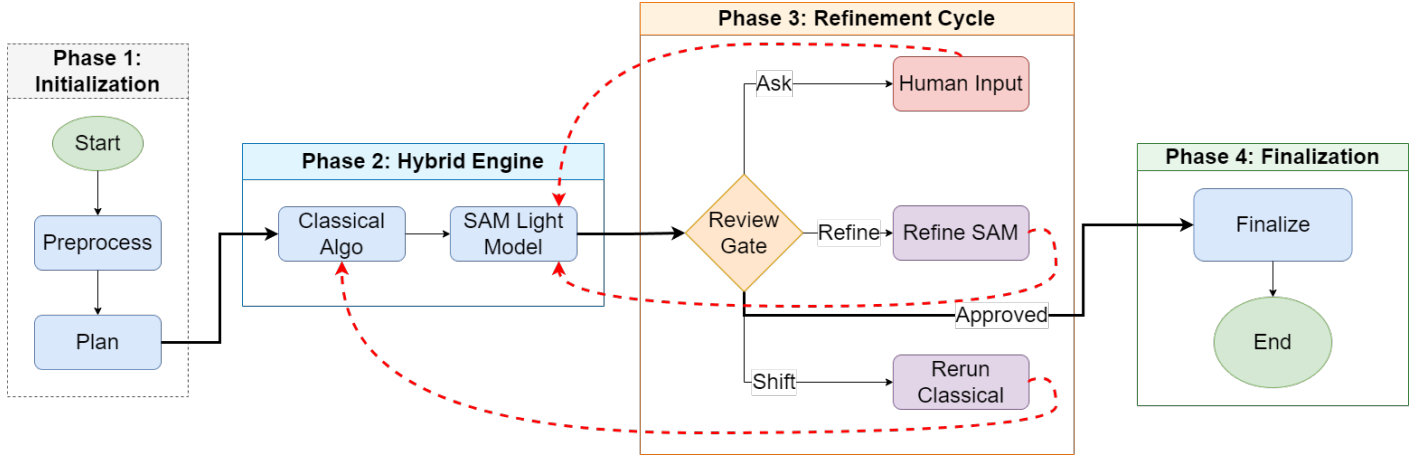 Phase 1:
Initialization
Start
Preprocess
Plan
Phase 2: Hybrid Engine
Classical
Algo
SAM Light
Model
Phase 3: Refinement Cycle
Ask
Human Input
Review
Gate
Refine
Refine SAM
Approved
Shift
Rerun
Classical
Phase 4: Finalization
Finalize
End